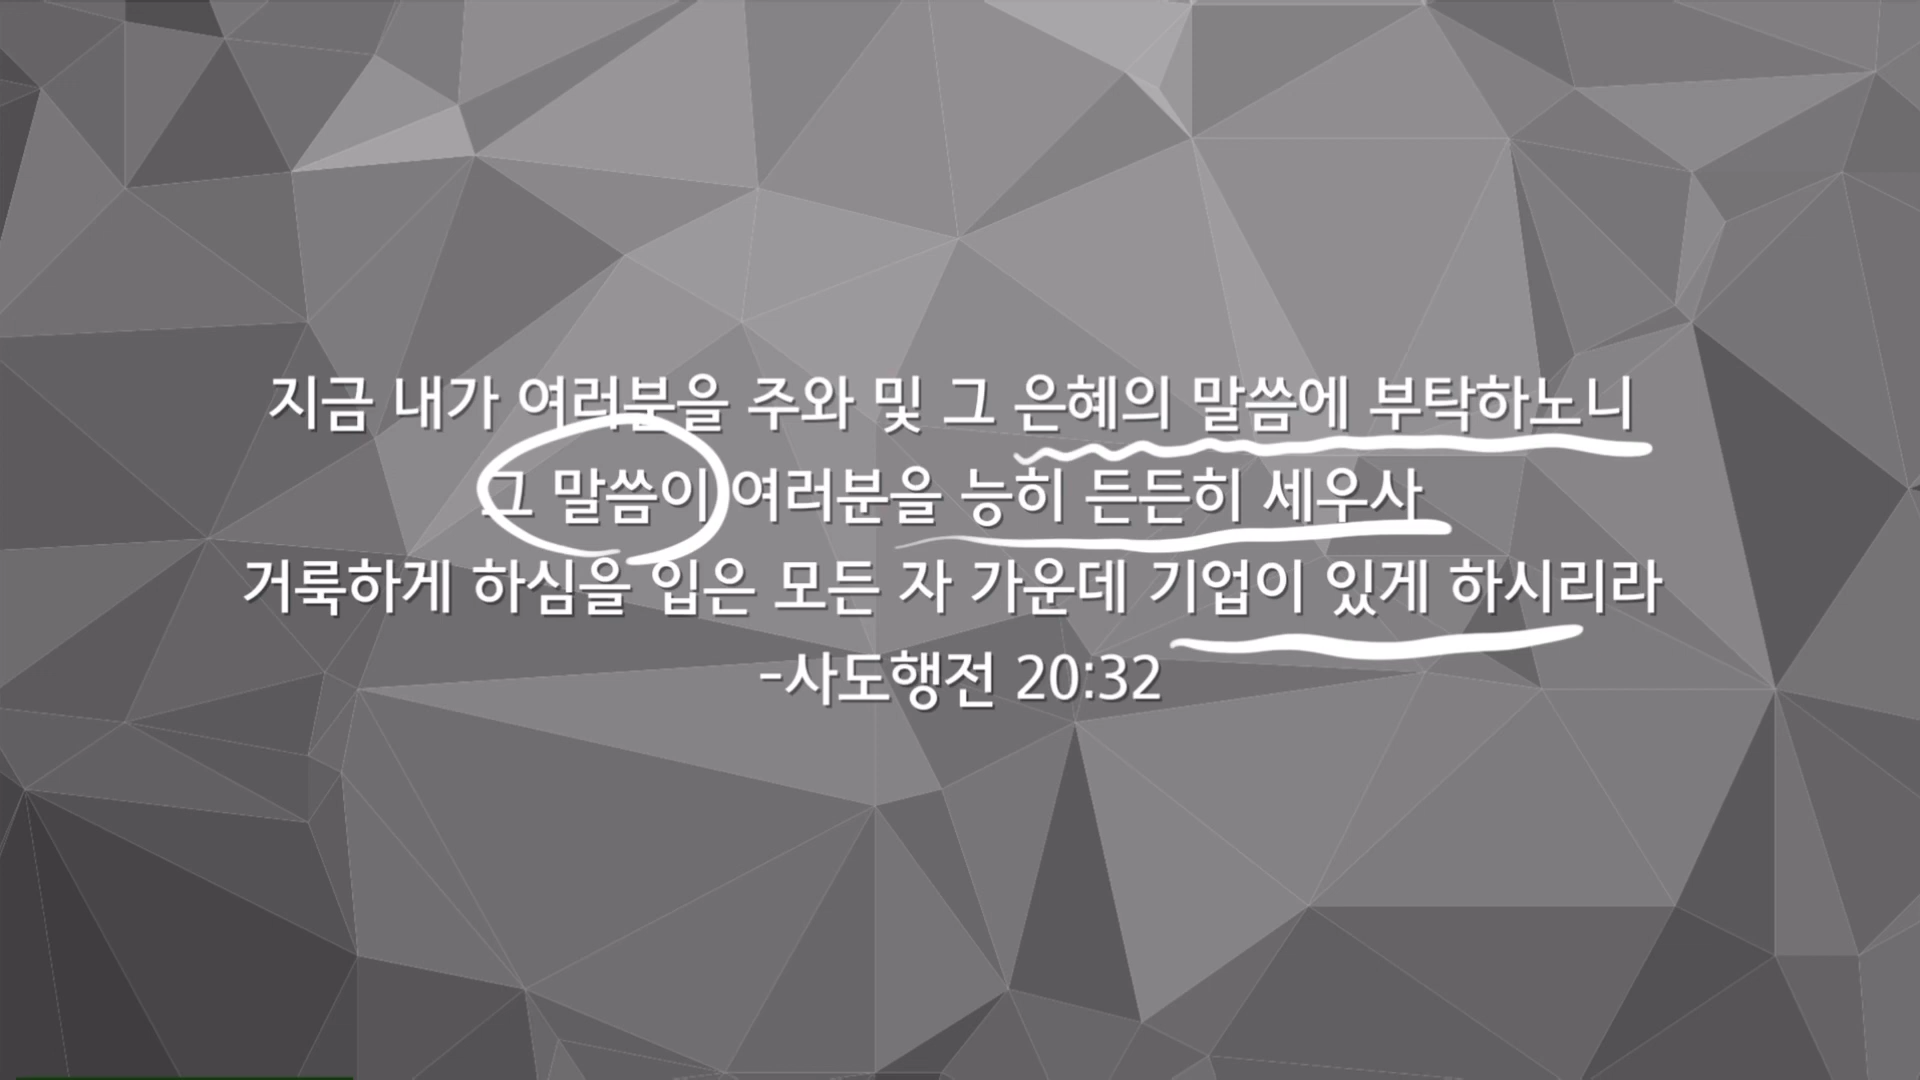 지금 내가 여러분을 주와 및 그 은혜의 말씀에 부탁하노니
그 말씀이 여러분을 능히 든든히 세우사
거룩하게 하심을 입은 모든 자 가운데 기업이 있게 하시리라
-사도행전 20:32